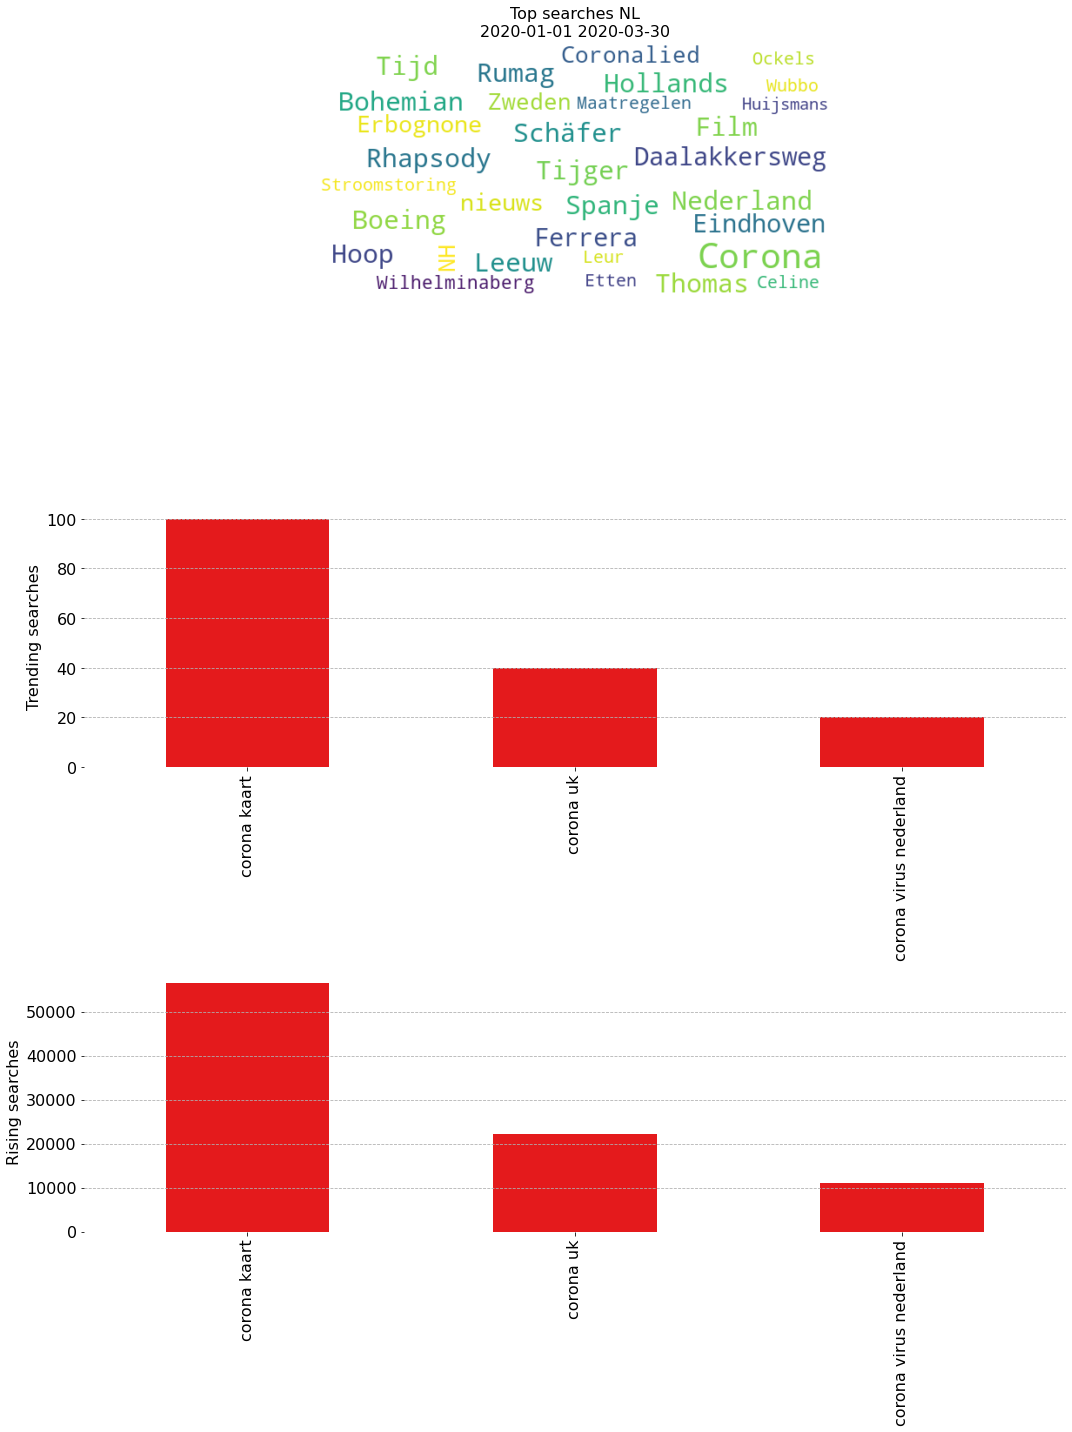 Top searches NL
2020-01-01 2020-03-30
Coronalied
Ockels
Tijd
Rumag
Hollands
Wubbo
Bohemian
Zweden
Maatregelen
Huijsmans
Erbognone
Schäfer
Film
Rhapsody
Daalakkersweg
Tijger
Stroomstoring
nieuws
Spanje
Nederland
Boeing
Eindhoven
Ferrera
Hoop
NH
Leeuw
Leur
Corona
Wilhelminaberg
Etten
Thomas
Celine
Trending searches
100
80
60
40
20
0
corona kaart
corona uk
corona virus nederland
Rising searches
50000
40000
30000
20000
10000
0
corona kaart
corona uk
corona virus nederland